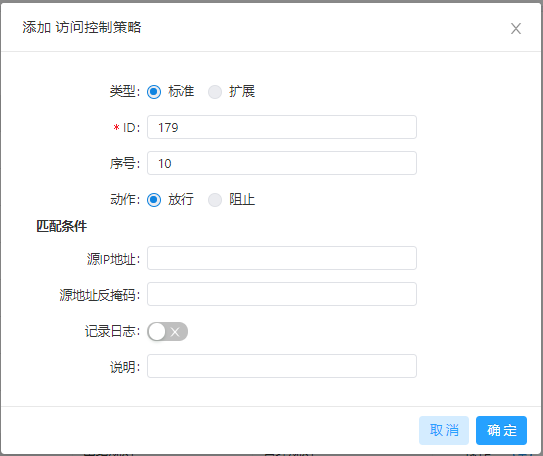 添加 访问控制策略
类型: 标准 扩展
* ID: 179
序号: 10
动作: 放行 阻止
匹配条件
源IP地址:
源地址反掩码:
记录日志:
说明:
取消 确定